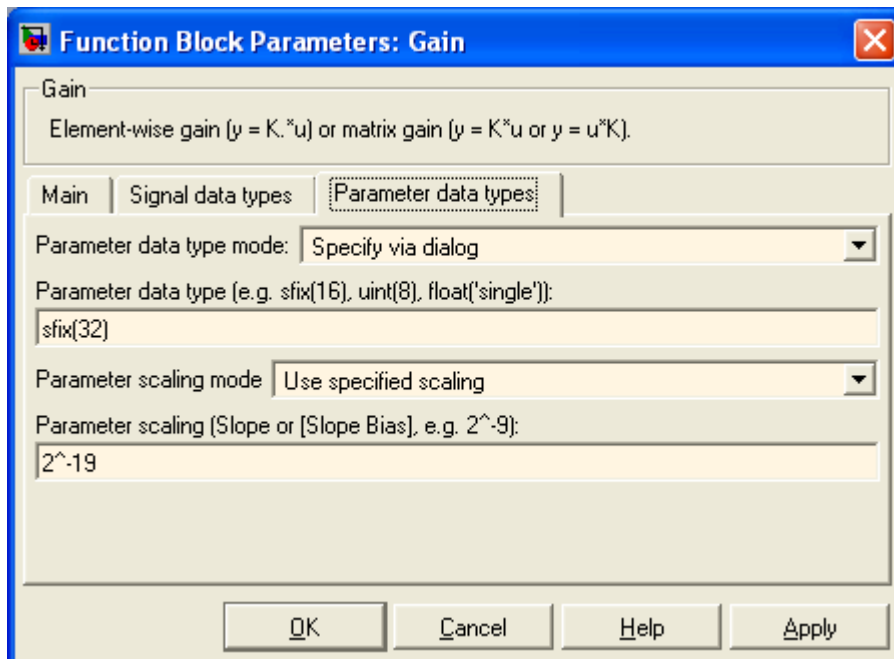 Function Block Parameters: Gain
Gain
Element-wise gain (y = K.*u) or matrix gain (y = K*u or y = u*K).
Main Signal data types Parameter data types
Parameter data type mode: Specify via dialog
Parameter data type (e.g. sfix(16), uint(8), float('single')):
sfix(32)
Parameter scaling mode Use specified scaling
Parameter scaling (Slope or [Slope Bias], e.g. 2^-9):
2^-19
OK Cancel Help Apply